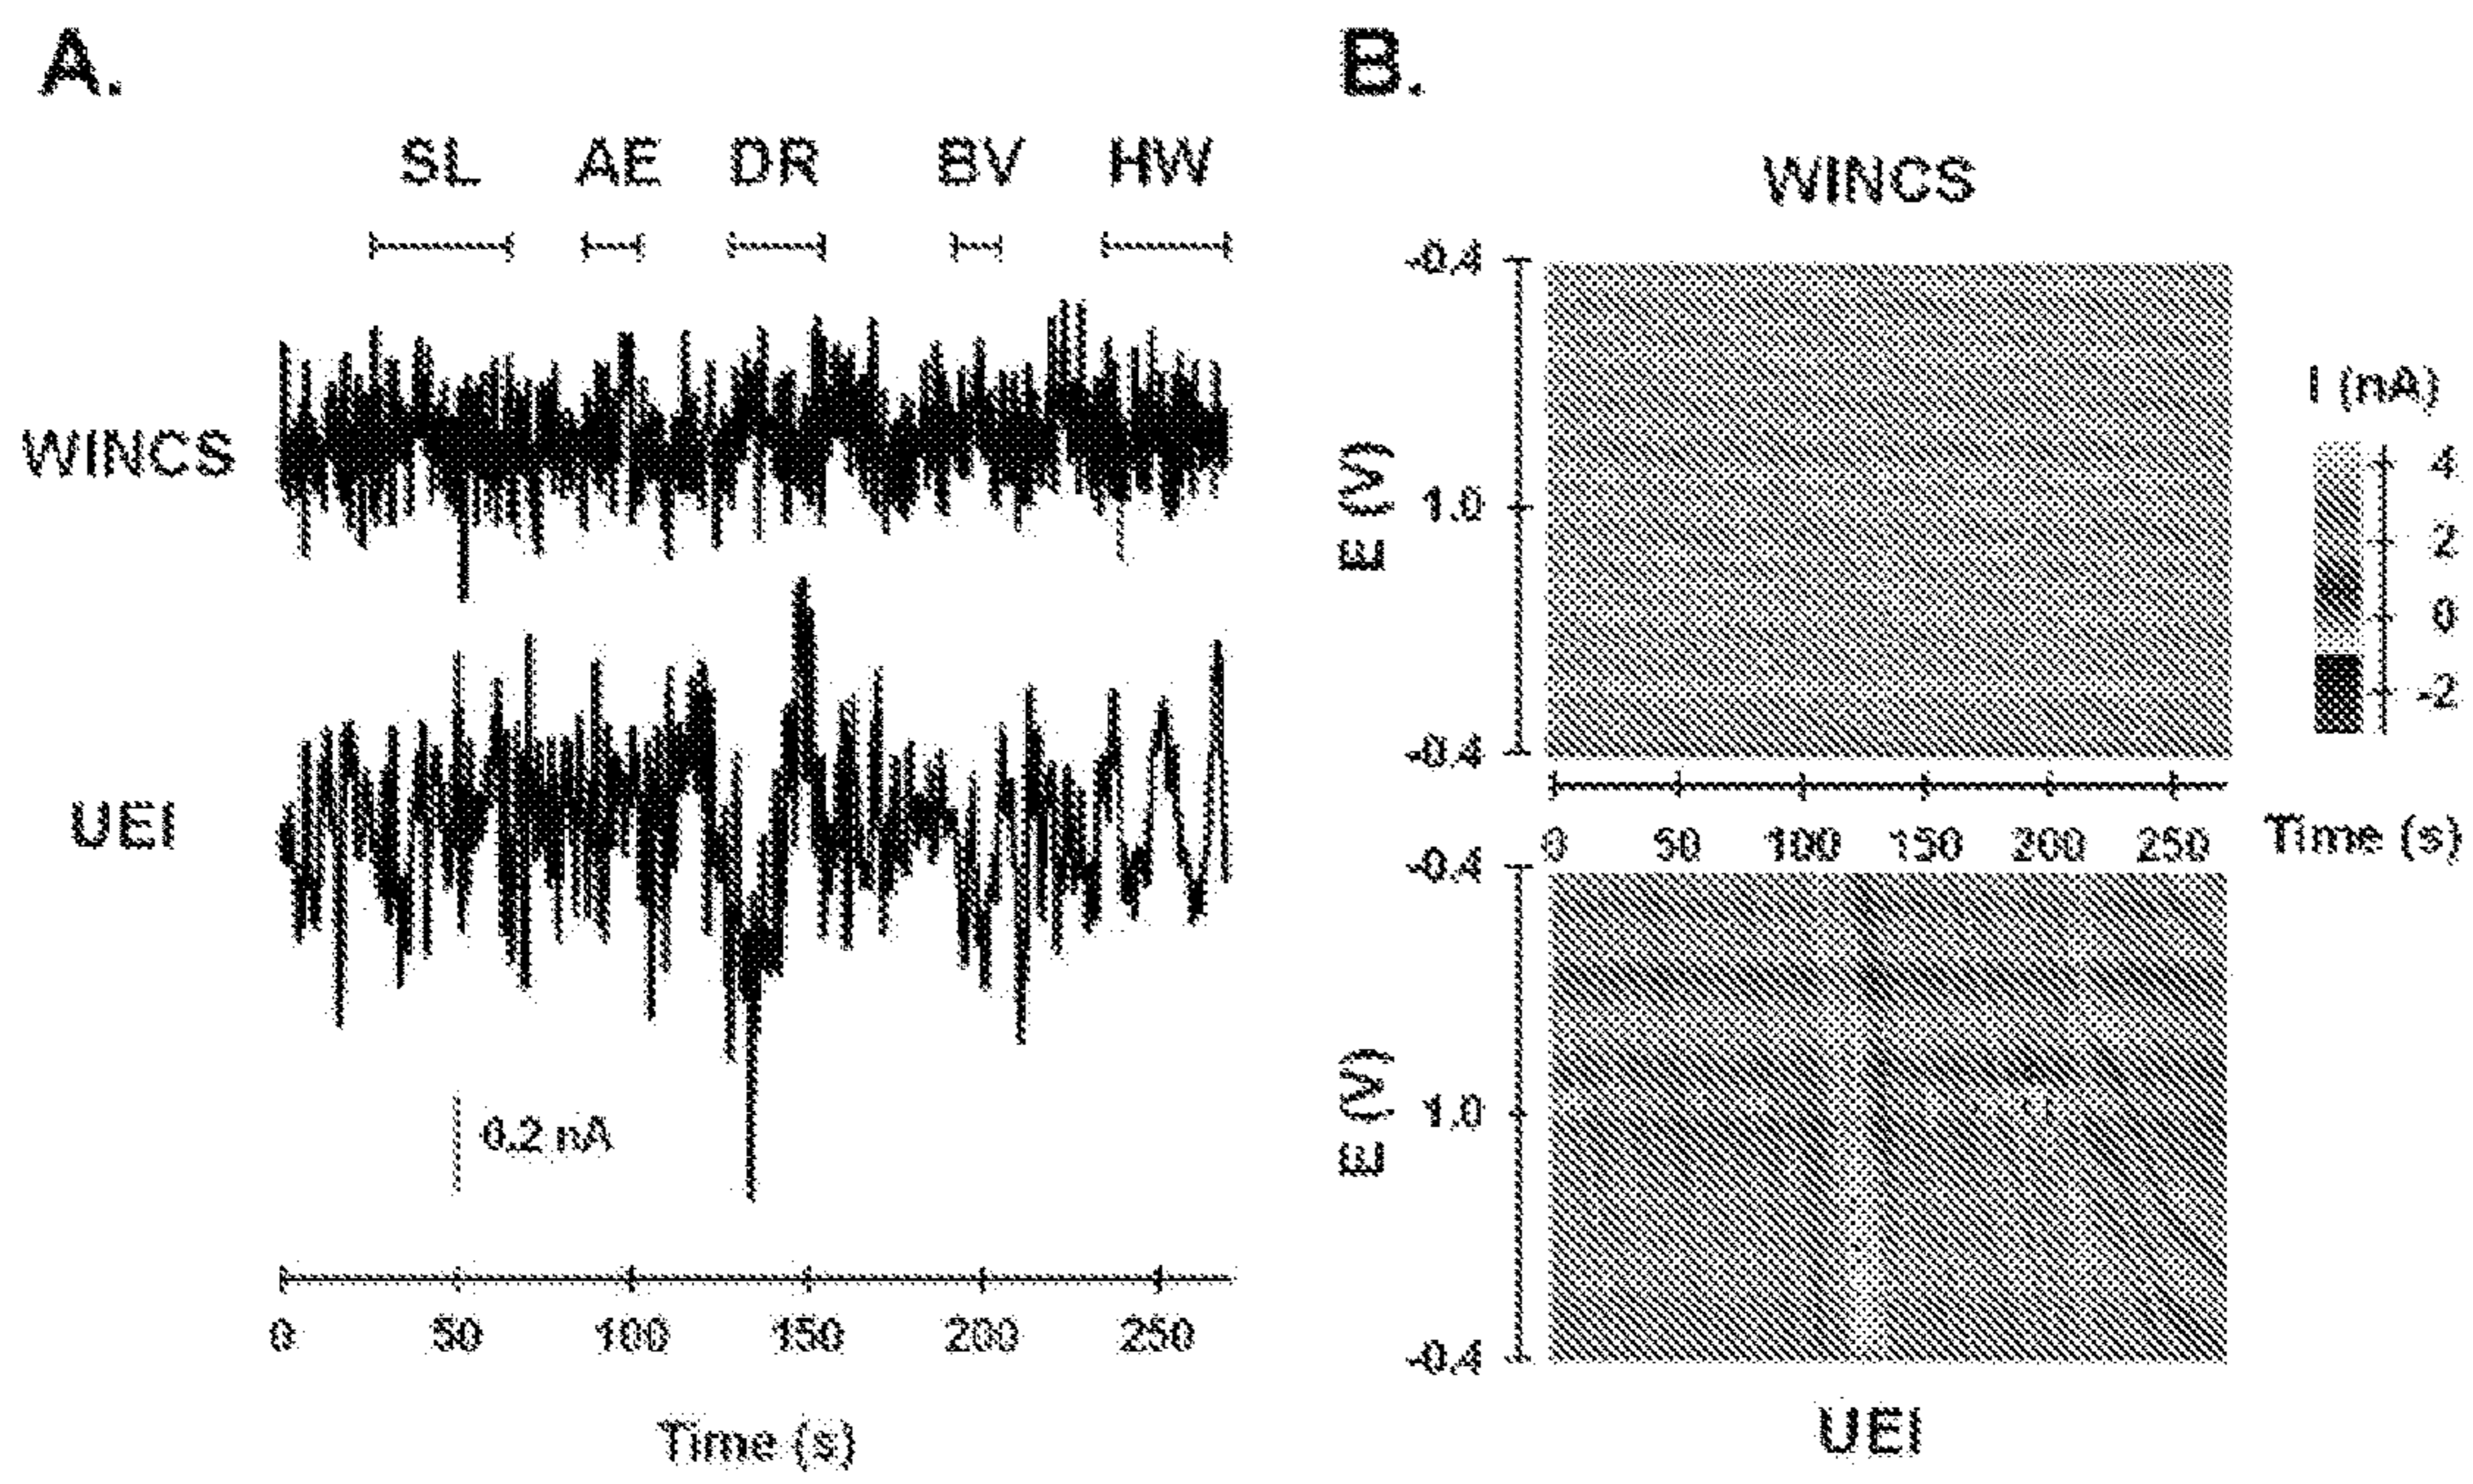 A.
SL AE DR BV HW
WINCS
UEI
0.2 nA
0 50 100 150 200 250
Time (s)
B.
WINCS
-0.4
E (V)
1.0
-0.4
I (nA)
4
2
0
-2
0 50 100 150 200 250 Time (s)
-0.4
E (V)
1.0
-0.4
UEI